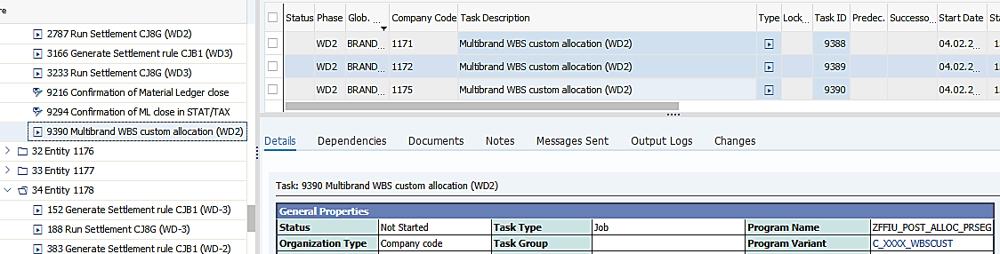 re
2787 Run Settlement CJ8G (WD2)
3166 Generate Settlement rule CJB1 (WD3)
3233 Run Settlement CJ8G (WD3)
9216 Confirmation of Material Ledger close
9294 Confirmation of ML close in STAT/TAX
9390 Multibrand WBS custom allocation (WD2)
32 Entity 1176
33 Entity 1177
34 Entity 1178
152 Generate Settlement rule CJB1 (WD-3)
188 Run Settlement CJ8G (WD-3)
383 Generate Settlement rule CJB1 (WD-2)
Status Phase Glob. ... Company Code Task Description Type Lock... Task ID Predec. Successo... Start Date Sta
WD2 BRAND... 1171 Multibrand WBS custom allocation (WD2) 9388 04.02.2...
WD2 BRAND... 1172 Multibrand WBS custom allocation (WD2) 9389 04.02.2...
WD2 BRAND... 1175 Multibrand WBS custom allocation (WD2) 9390 04.02.2...
Details Dependencies Documents Notes Messages Sent Output Logs Changes
Task: 9390 Multibrand WBS custom allocation (WD2)
General Properties
Status Not Started Task Type Job Program Name ZFFIU_POST_ALLOC_PRSEG
Organization Type Company code Task Group Program Variant C_XXXX_WBSCUST